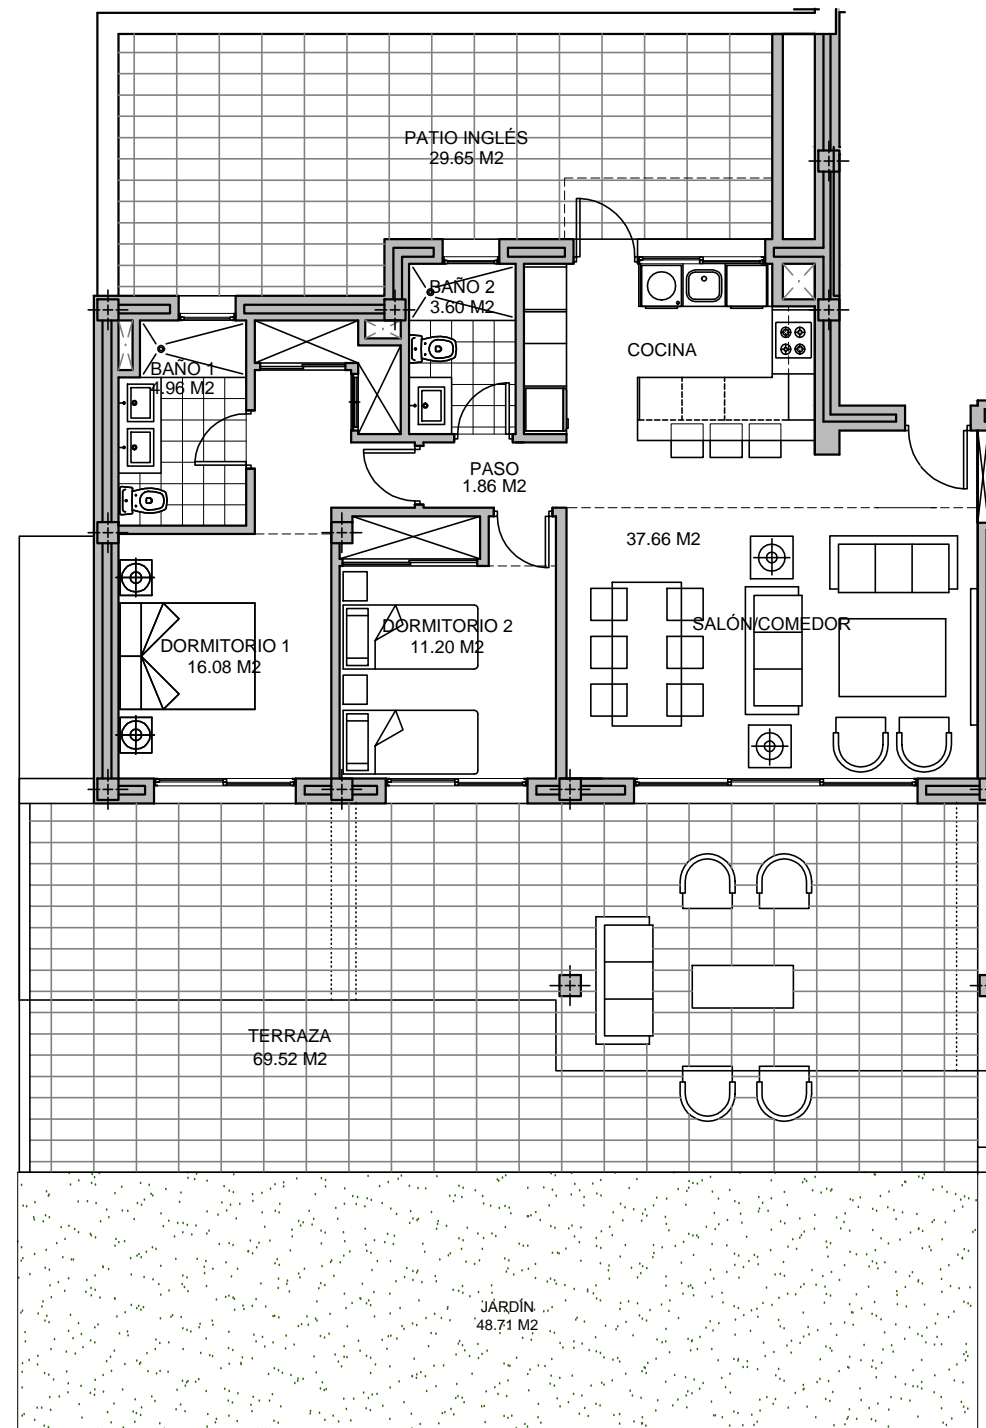 PATIO INGLÉS
29.65 M2
BAÑO 2
3.60 M2
COCINA
BAÑO 1
4.96 M2
PASO
1.86 M2
37.66 M2
SALÓN/COMEDOR
DORMITORIO 2
11.20 M2
DORMITORIO 1
16.08 M2
TERRAZA
69.52 M2
JARDÍN
48.71 M2